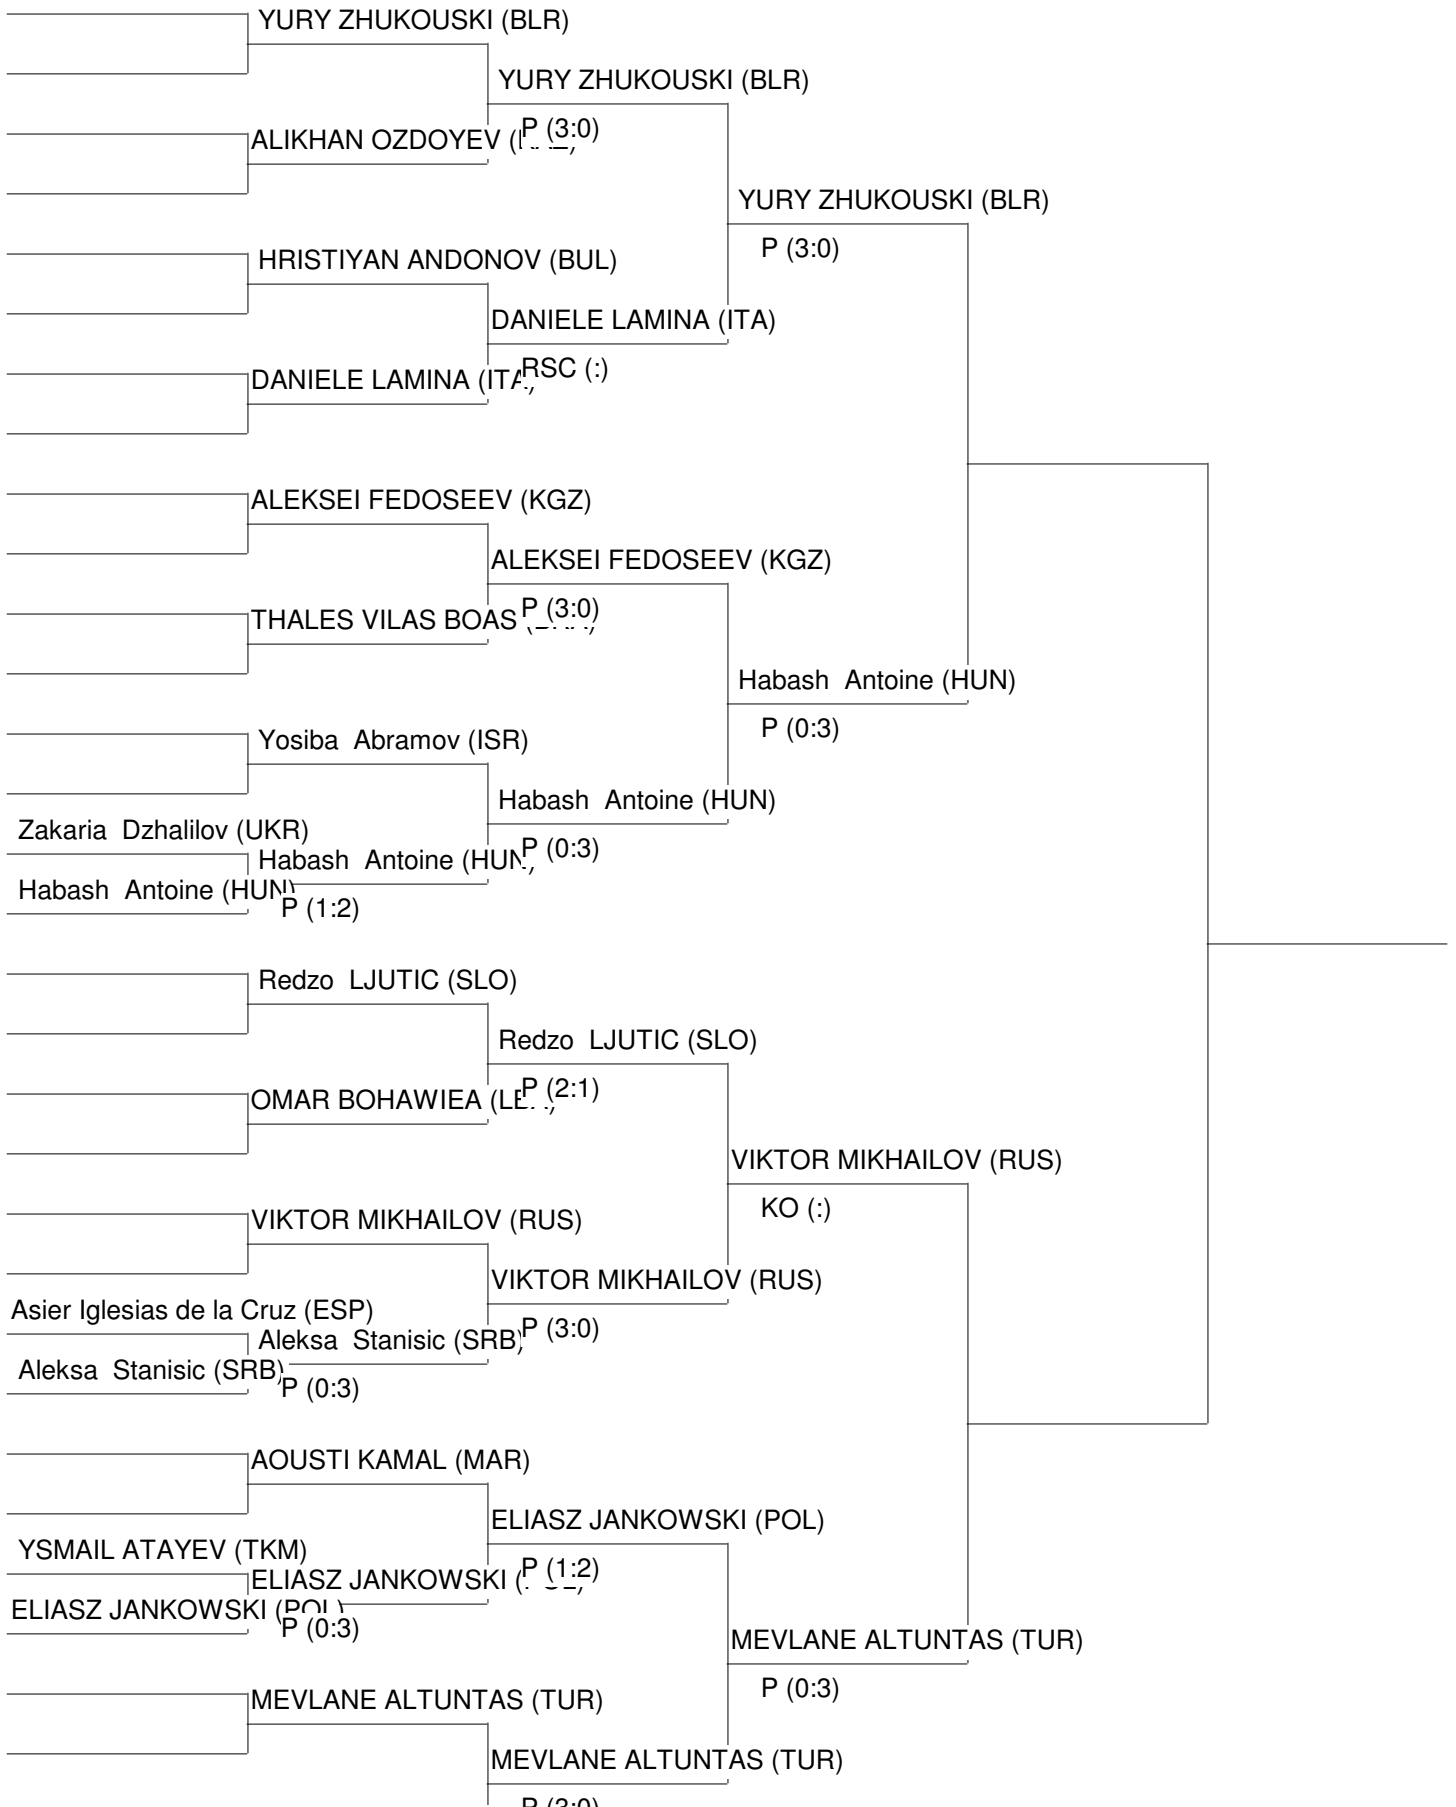 YURY ZHUKOUSKI (BLR)
YURY ZHUKOUSKI (BLR)
P (3:0)
ALIKHAN OZDOYEV
YURY ZHUKOUSKI (BLR)
P (3:0)
HRISTIYAN ANDONOV (BUL)
DANIELE LAMINA (ITA)
RSC (:)
DANIELE LAMINA (ITA)
ALEKSEI FEDOSEEV (KGZ)
ALEKSEI FEDOSEEV (KGZ)
P (3:0)
THALES VILAS BOAS
Habash Antoine (HUN)
P (0:3)
Yosiba Abramov (ISR)
Habash Antoine (HUN)
Zakaria Dzhalilov (UKR)
P (0:3)
Habash Antoine (HUN)
Habash Antoine (HUN)
P (1:2)
Redzo LJUTIC (SLO)
Redzo LJUTIC (SLO)
P (2:1)
OMAR BOHAWIEA
VIKTOR MIKHAILOV (RUS)
KO (:)
VIKTOR MIKHAILOV (RUS)
VIKTOR MIKHAILOV (RUS)
Asier Iglesias de la Cruz (ESP)
P (3:0)
Aleksa Stanisic (SRB)
Aleksa Stanisic (SRB)
P (0:3)
AOUSTI KAMAL (MAR)
ELIASZ JANKOWSKI (POL)
YSMAIL ATAYEV (TKM)
P (1:2)
ELIASZ JANKOWSKI
ELIASZ JANKOWSKI (POL)
P (0:3)
MEVLANE ALTUNTAS (TUR)
P (0:3)
MEVLANE ALTUNTAS (TUR)
MEVLANE ALTUNTAS (TUR)
P (3:0)